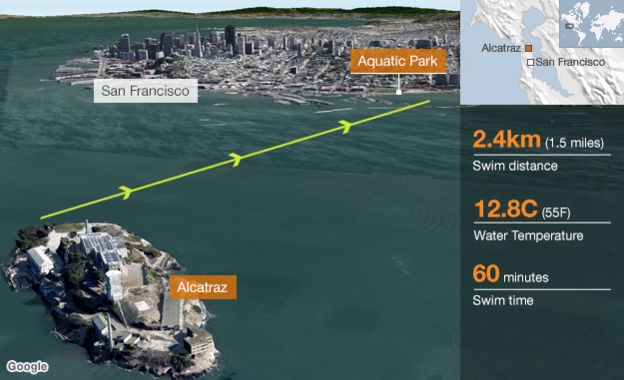 Aquatic Park
San Francisco
Alcatraz
Google
Alcatraz
San Francisco
2.4km (1.5 miles)
Swim distance
12.8C (55F)
Water Temperature
60 minutes
Swim time